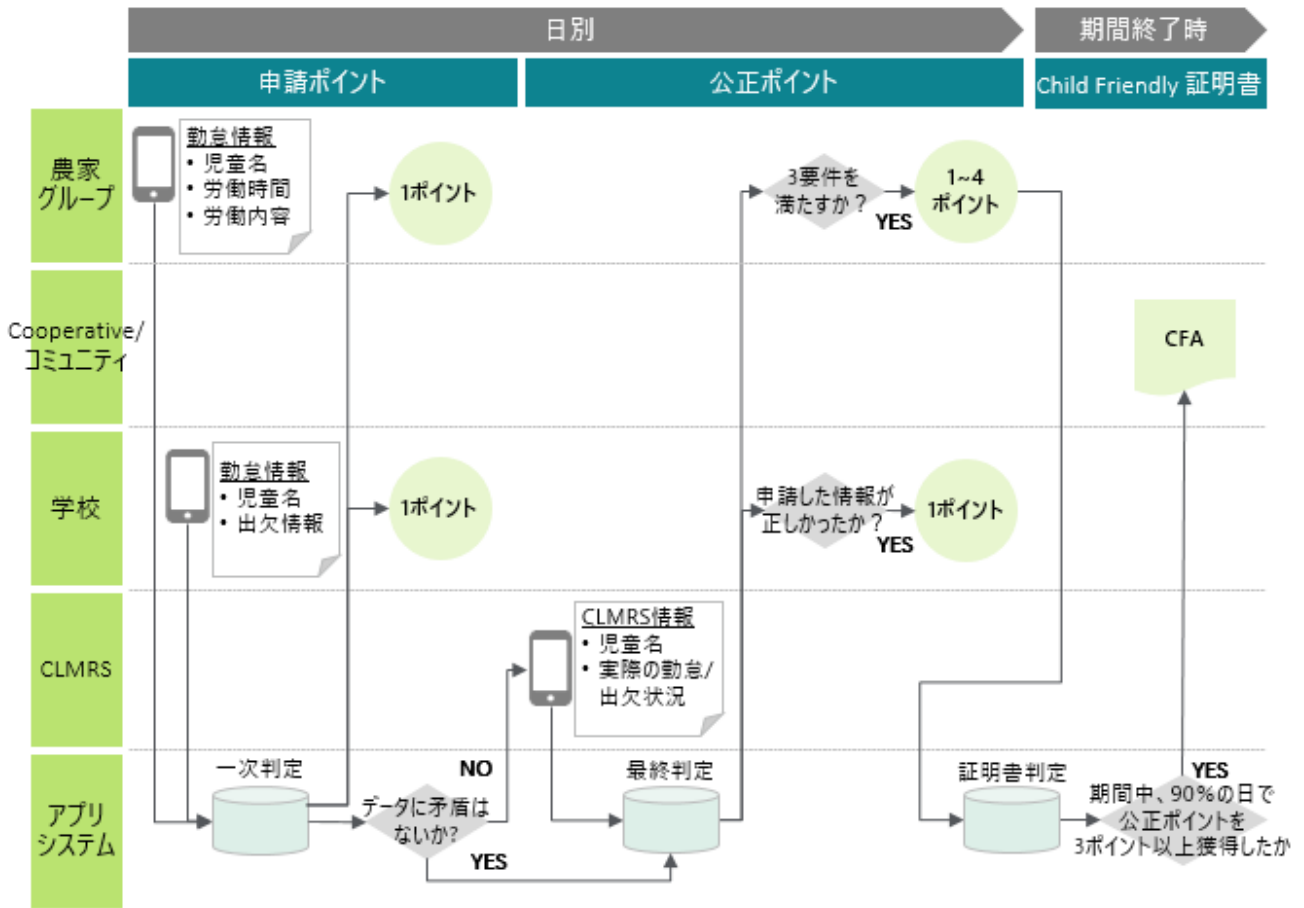 日別
期間終了時
申請ポイント
公正ポイント
Child Friendly 証明書
農家
グループ
勤怠情報
• 児童名
• 労働時間
• 労働内容
1ポイント
3要件を
満たすか？
YES
1~4
ポイント
Cooperative/
コミュニティ
CFA
学校
勤怠情報
• 児童名
• 出欠情報
1ポイント
申請した情報が
正しかったか？
YES
1ポイント
CLMRS
CLMRS情報
• 児童名
• 実際の勤怠/
出欠状況
アプリ
システム
一次判定
データに矛盾は
ないか?
NO
YES
最終判定
証明書判定
YES
期間中、90％の日で
公正ポイントを
3ポイント以上獲得したか